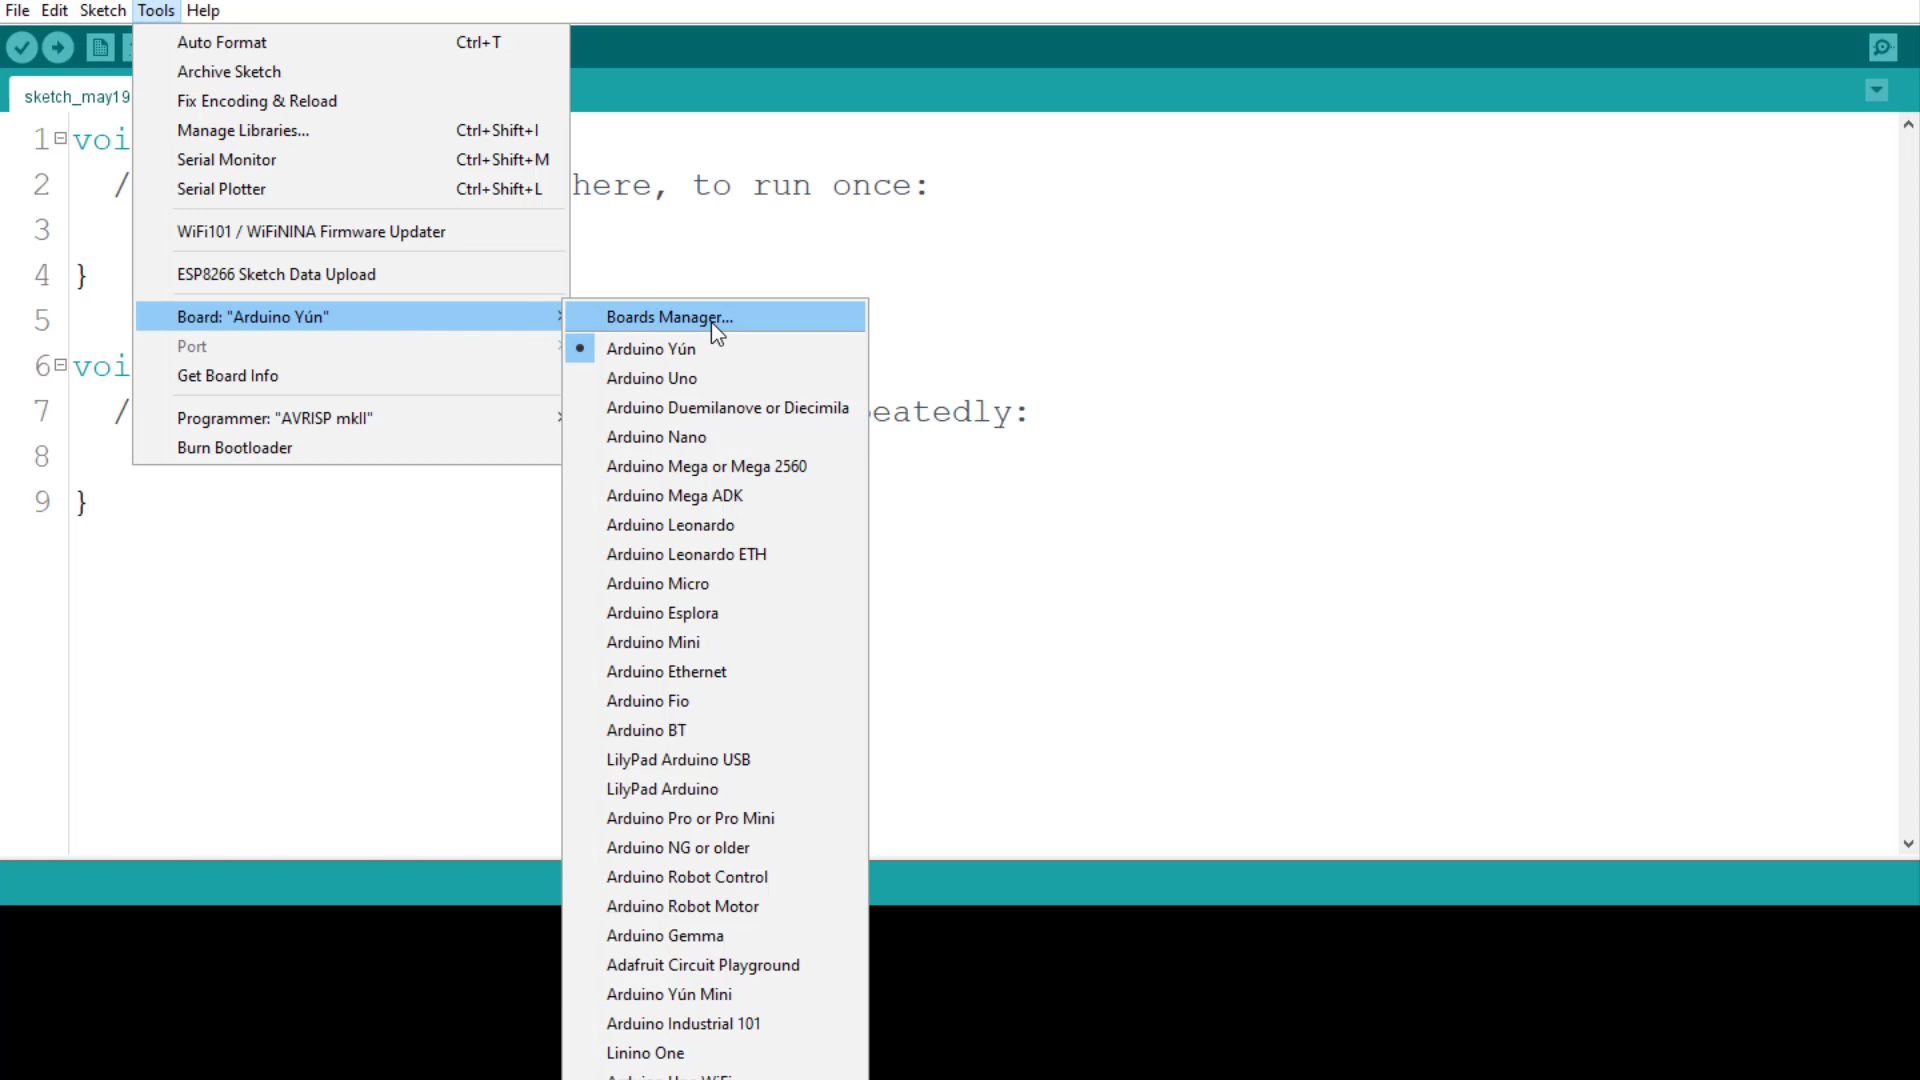 File Edit Sketch Tools Help
Auto Format Ctrl+T
Archive Sketch
Fix Encoding & Reload
Manage Libraries... Ctrl+Shift+I
Serial Monitor Ctrl+Shift+M
Serial Plotter Ctrl+Shift+L
WiFi101 / WiFiNINA Firmware Updater
ESP8266 Sketch Data Upload
Board: "Arduino Yún"
Port
Get Board Info
Programmer: "AVRISP mkII"
Burn Bootloader
Boards Manager...
Arduino Yún
Arduino Uno
Arduino Duemilanove or Diecimila
Arduino Nano
Arduino Mega or Mega 2560
Arduino Mega ADK
Arduino Leonardo
Arduino Leonardo ETH
Arduino Micro
Arduino Esplora
Arduino Mini
Arduino Ethernet
Arduino Fio
Arduino BT
LilyPad Arduino USB
LilyPad Arduino
Arduino Pro or Pro Mini
Arduino NG or older
Arduino Robot Control
Arduino Robot Motor
Arduino Gemma
Adafruit Circuit Playground
Arduino Yún Mini
Arduino Industrial 101
Linino One
sketch_may19
1 voi
2 / here, to run once:
3
4 }
5
6 voi
7 / eatedly:
8
9 }